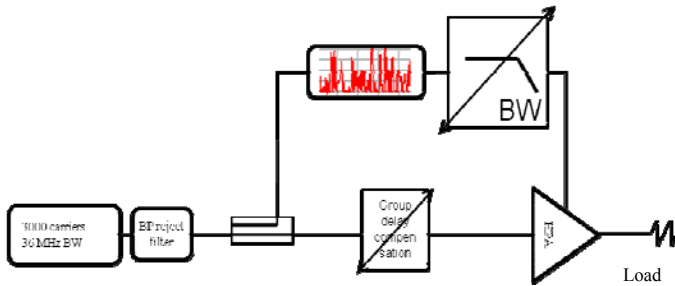 BW
3000 carriers
36 MHz BW
BP reject
filter
Group
delay
compen
sation
Load